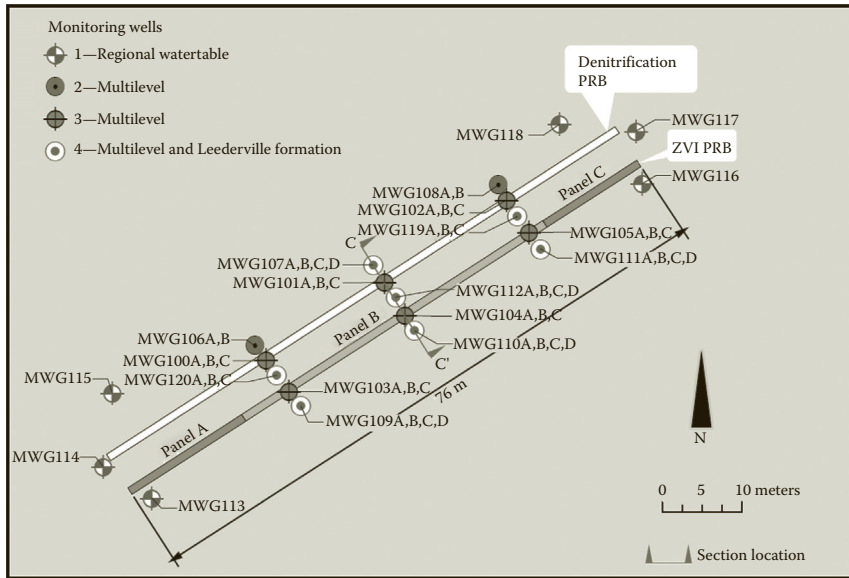 Monitoring wells
1—Regional watertable
2—Multilevel
3—Multilevel
4—Multilevel and Leederville formation
Denitrification
PRB
MWG118
MWG117
ZVI PRB
MWG116
Panel C
MWG108A,B
MWG102A,B,C
MWG119A,B,C
MWG105A,B,C
MWG111A,B,C,D
C
MWG107A,B,C,D
MWG101A,B,C
MWG112A,B,C,D
MWG104A,B,C
Panel B
MWG110A,B,C,D
C'
MWG106A,B
MWG100A,B,C
MWG120A,B,C
MWG115
MWG103A,B,C
76 m
MWG109A,B,C,D
Panel A
MWG114
MWG113
N
0 5 10 meters
Section location